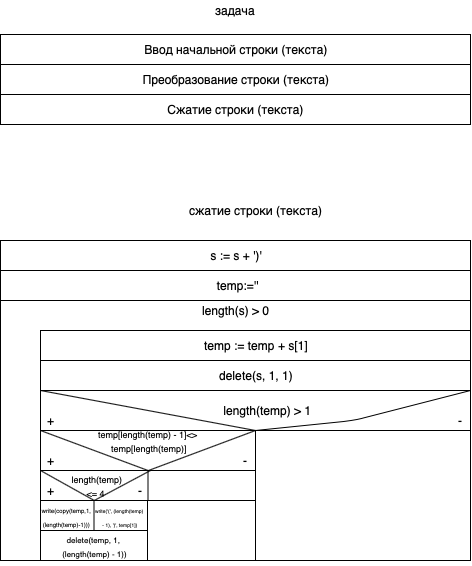 задача
Ввод начальной строки (текста)
Преобразование строки (текста)
Сжатие строки (текста)
сжатие строки (текста)
s := s + ')'
temp:=''
length(s) > 0
temp := temp + s[1]
delete(s, 1, 1)
length(temp) > 1
+
-
temp[length(temp) - 1]<>
temp[length(temp)]
+
-
length(temp)
<= 4
+
-
write(copy(temp,1,
(length(temp)-1)))
write('(', (length(temp)
- 1), ')', temp[1])
delete(temp, 1,
(length(temp) - 1))